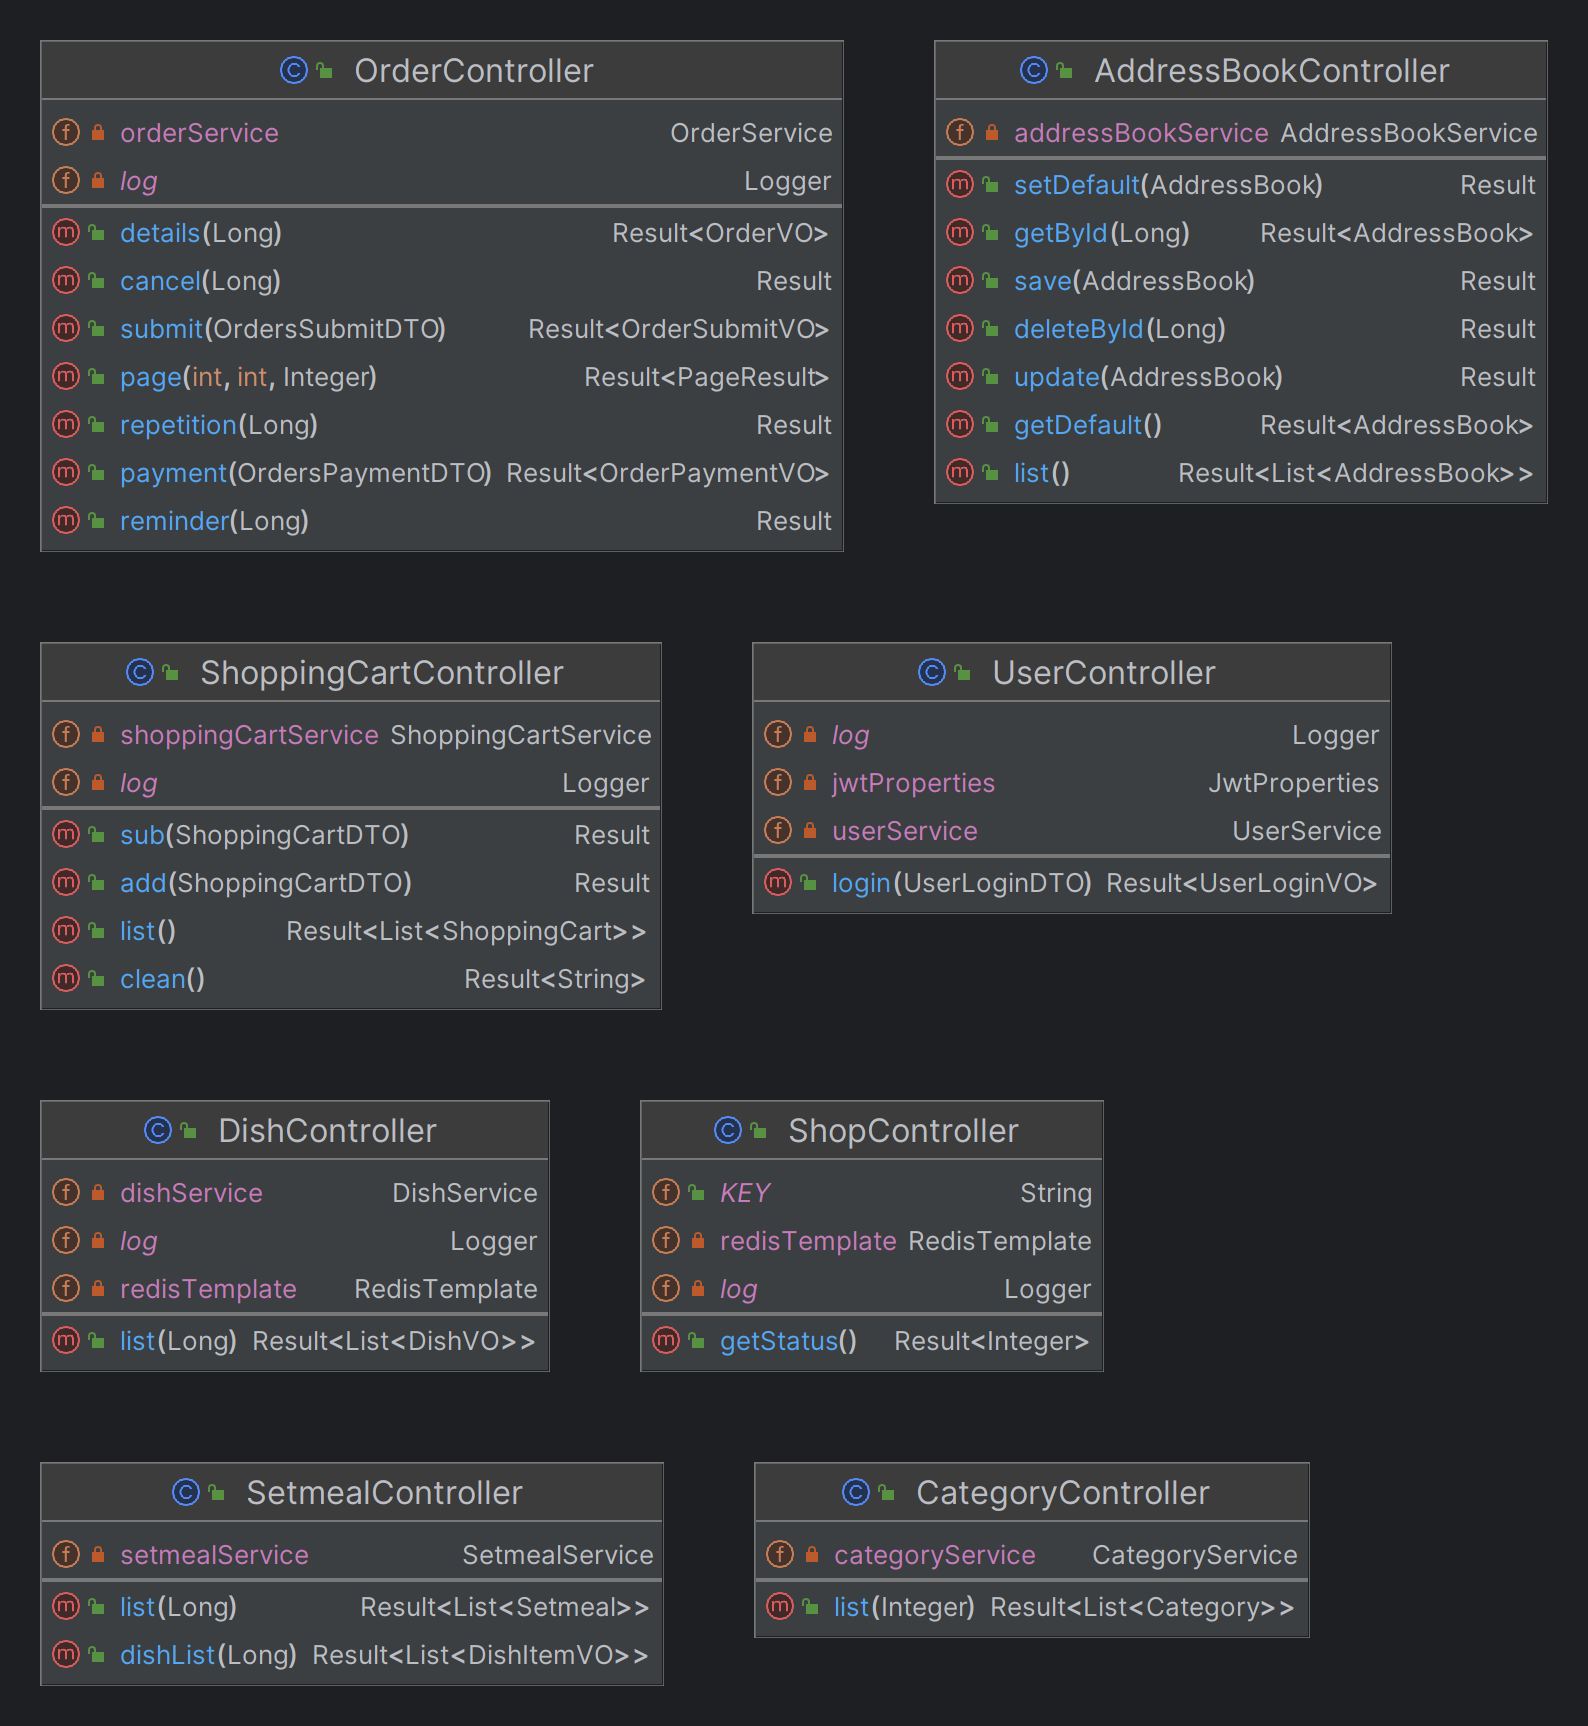 OrderController
orderService OrderService
log Logger
details(Long) Result<OrderVO>
cancel(Long) Result
submit(OrdersSubmitDTO) Result<OrderSubmitVO>
page(int, int, Integer) Result<PageResult>
repetition(Long) Result
payment(OrdersPaymentDTO) Result<OrderPaymentVO>
reminder(Long) Result
AddressBookController
addressBookService AddressBookService
setDefault(AddressBook) Result
getById(Long) Result<AddressBook>
save(AddressBook) Result
deleteById(Long) Result
update(AddressBook) Result
getDefault() Result<AddressBook>
list() Result<List<AddressBook>>
ShoppingCartController
shoppingCartService ShoppingCartService
log Logger
sub(ShoppingCartDTO) Result
add(ShoppingCartDTO) Result
list() Result<List<ShoppingCart>>
clean() Result<String>
UserController
log Logger
jwtProperties JwtProperties
userService UserService
login(UserLoginDTO) Result<UserLoginVO>
DishController
dishService DishService
log Logger
redisTemplate RedisTemplate
list(Long) Result<List<DishVO>>
ShopController
KEY String
redisTemplate RedisTemplate
log Logger
getStatus() Result<Integer>
SetmealController
setmealService SetmealService
list(Long) Result<List<Setmeal>>
dishList(Long) Result<List<DishItemVO>>
CategoryController
categoryService CategoryService
list(Integer) Result<List<Category>>